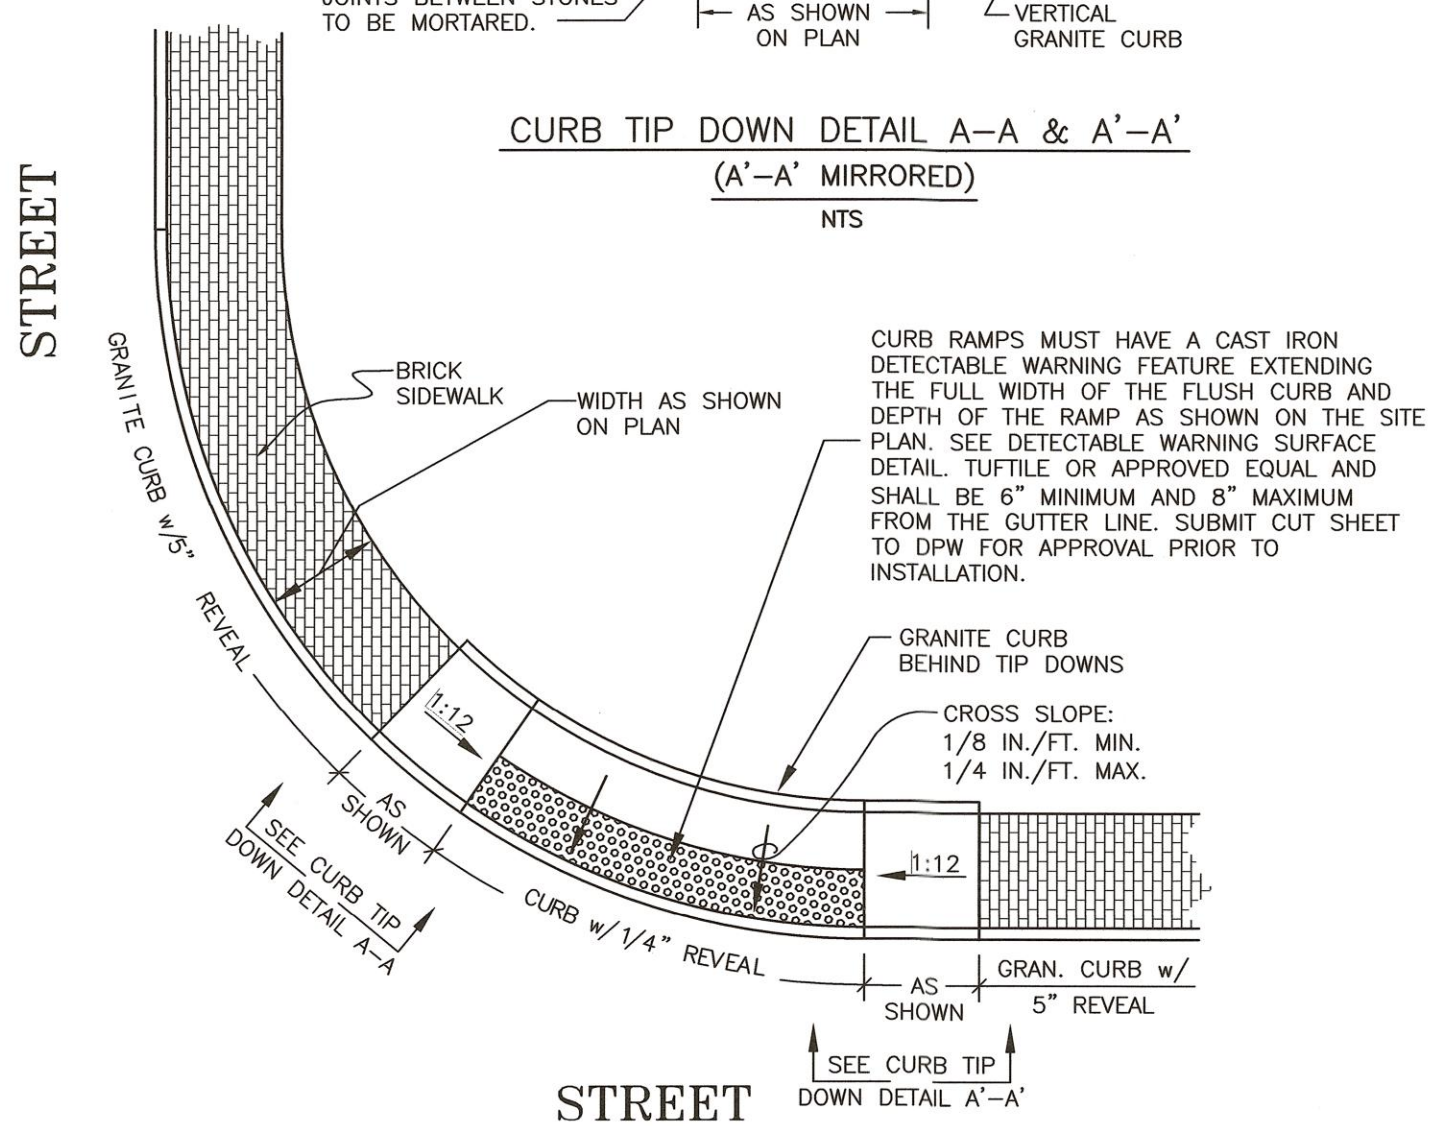 JOINTS BETWEEN STONES
TO BE MORTARED.
AS SHOWN
ON PLAN
VERTICAL
GRANITE CURB
CURB TIP DOWN DETAIL A-A & A'-A'
(A'-A' MIRRORED)
NTS
STREET
GRANITE CURB w/5" REVEAL
BRICK
SIDEWALK
WIDTH AS SHOWN
ON PLAN
CURB RAMPS MUST HAVE A CAST IRON
DETECTABLE WARNING FEATURE EXTENDING
THE FULL WIDTH OF THE FLUSH CURB AND
DEPTH OF THE RAMP AS SHOWN ON THE SITE
PLAN. SEE DETECTABLE WARNING SURFACE
DETAIL. TUFTILE OR APPROVED EQUAL AND
SHALL BE 6" MINIMUM AND 8" MAXIMUM
FROM THE GUTTER LINE. SUBMIT CUT SHEET
TO DPW FOR APPROVAL PRIOR TO
INSTALLATION.
GRANITE CURB
BEHIND TIP DOWNS
CROSS SLOPE:
1/8 IN./FT. MIN.
1/4 IN./FT. MAX.
1:12
AS
SHOWN
SEE CURB TIP
DOWN DETAIL A-A
CURB w/1/4" REVEAL
1:12
AS
SHOWN
GRAN. CURB w/
5" REVEAL
SEE CURB TIP
DOWN DETAIL A'-A'
STREET